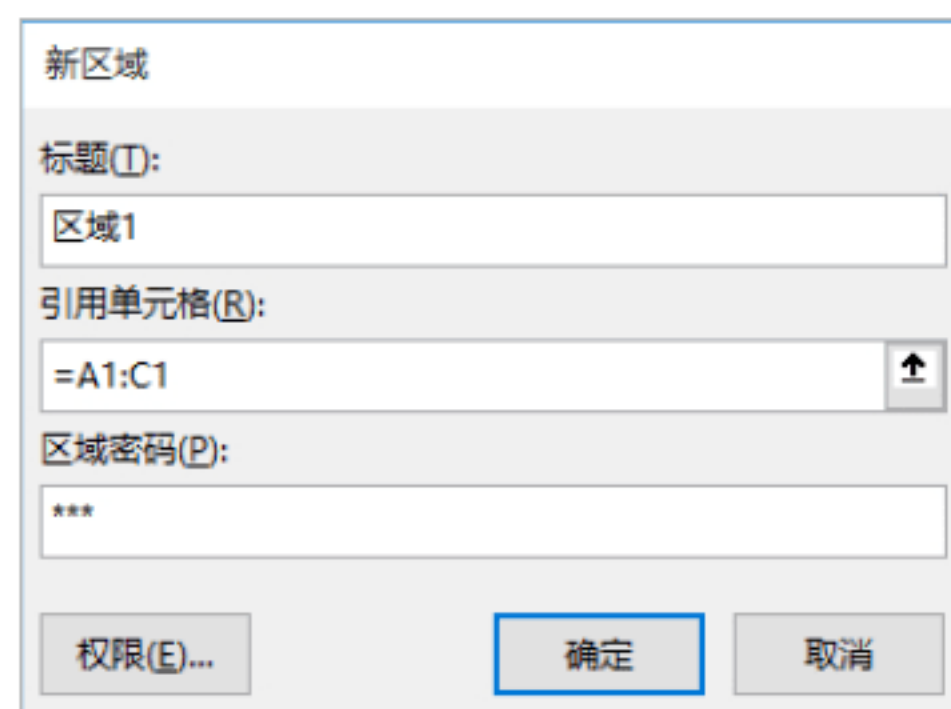 新区域
标题(T):
区域1
引用单元格(R):
=A1:C1
区域密码(P):
***
权限(E)... 确定 取消